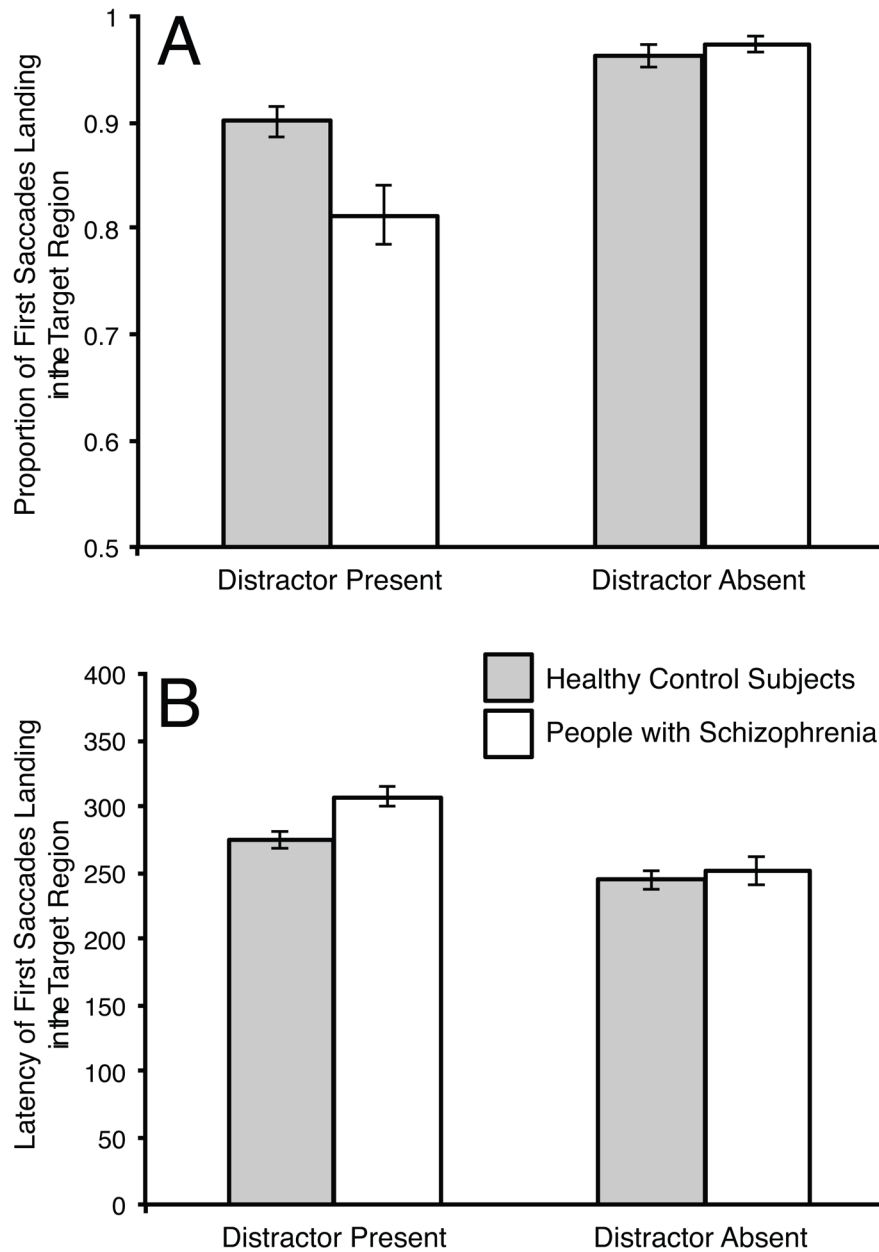 A
Proportion of First Saccades Landing
in the Target Region
1
0.9
0.8
0.7
0.6
0.5
Distractor Present Distractor Absent
B
Healthy Control Subjects
People with Schizophrenia
Latency of First Saccades Landing
in the Target Region
400
350
300
250
200
150
100
50
0
Distractor Present Distractor Absent